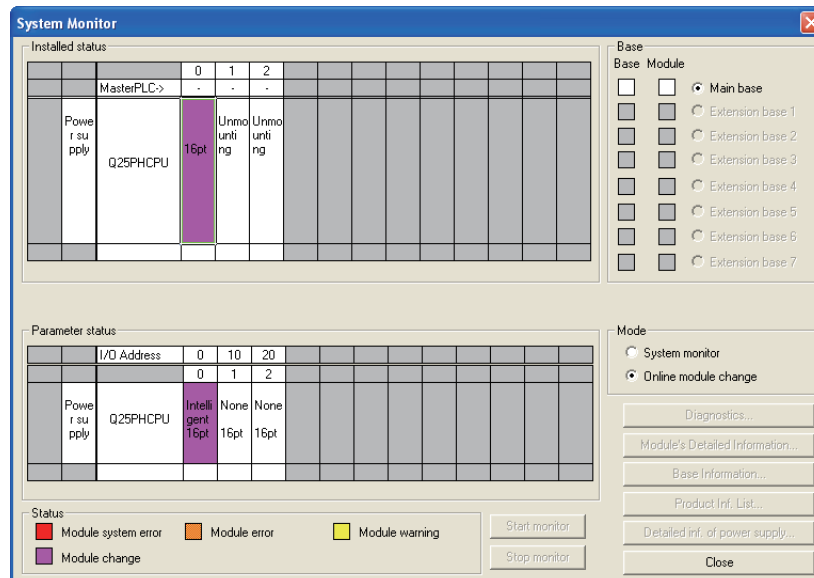 System Monitor
Installed status
0 1 2
MasterPLC-> - - -
Powe
r su
pply
Q25PHCPU
16pt
Unmo
unti
ng
Unmo
unti
ng
Base
Base Module
Main base
Extension base 1
Extension base 2
Extension base 3
Extension base 4
Extension base 5
Extension base 6
Extension base 7
Parameter status
I/O Address 0 10 20
0 1 2
Powe
r su
pply
Q25PHCPU
Intelli
gent
16pt
None
16pt
None
16pt
Mode
System monitor
Online module change
Diagnostics...
Module's Detailed Information...
Base Information...
Product Inf. List...
Detailed inf. of power supply...
Close
Status
Module system error
Module error
Module warning
Module change
Start monitor
Stop monitor